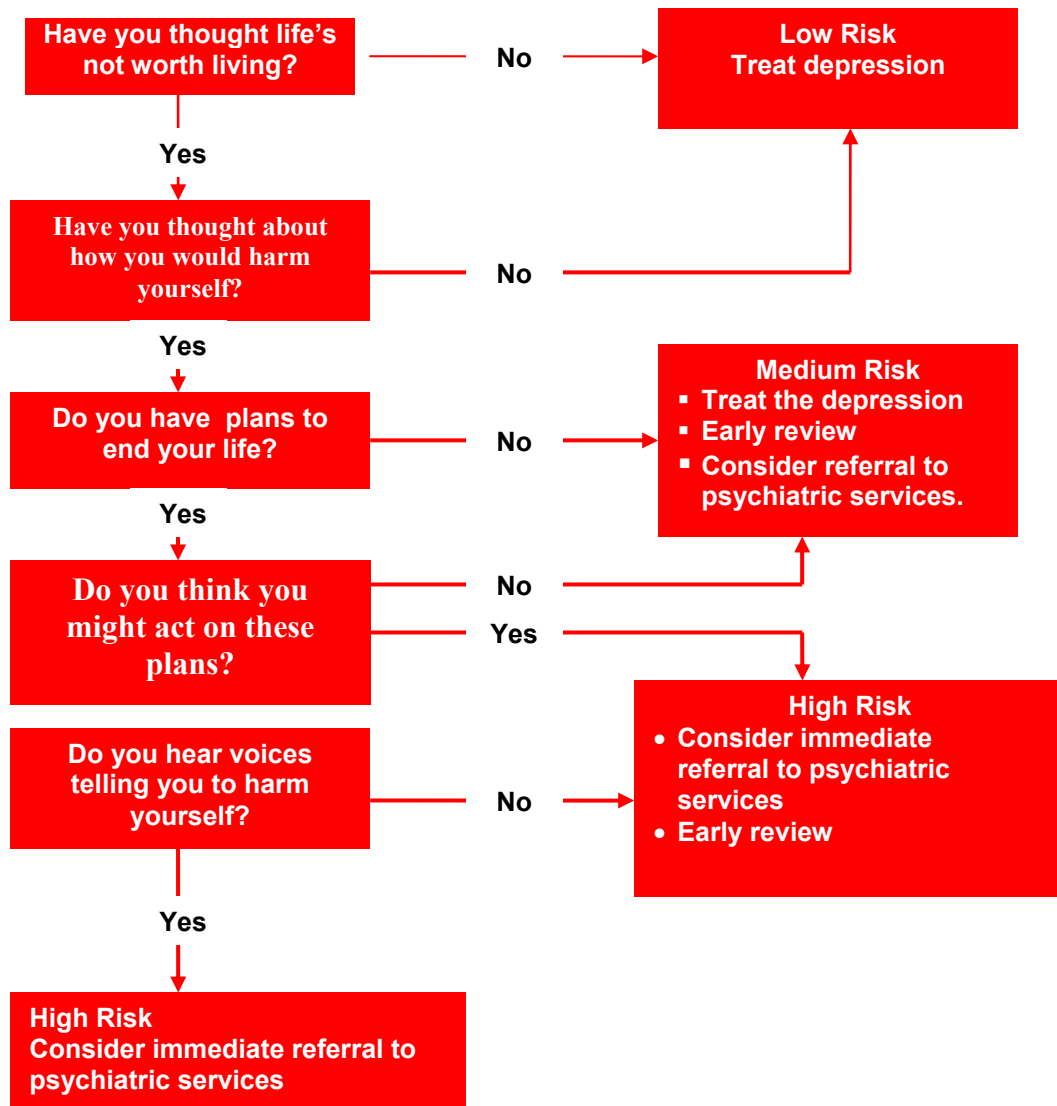 Have you thought life's
not worth living?
No
Low Risk
Treat depression
Yes
Have you thought about
how you would harm
yourself?
No
Yes
Do you have plans to
end your life?
No
Medium Risk
▪ Treat the depression
▪ Early review
▪ Consider referral to
psychiatric services.
Yes
Do you think you
might act on these
plans?
No
Yes
High Risk
• Consider immediate
referral to psychiatric
services
• Early review
Do you hear voices
telling you to harm
yourself?
No
Yes
High Risk
Consider immediate referral to
psychiatric services